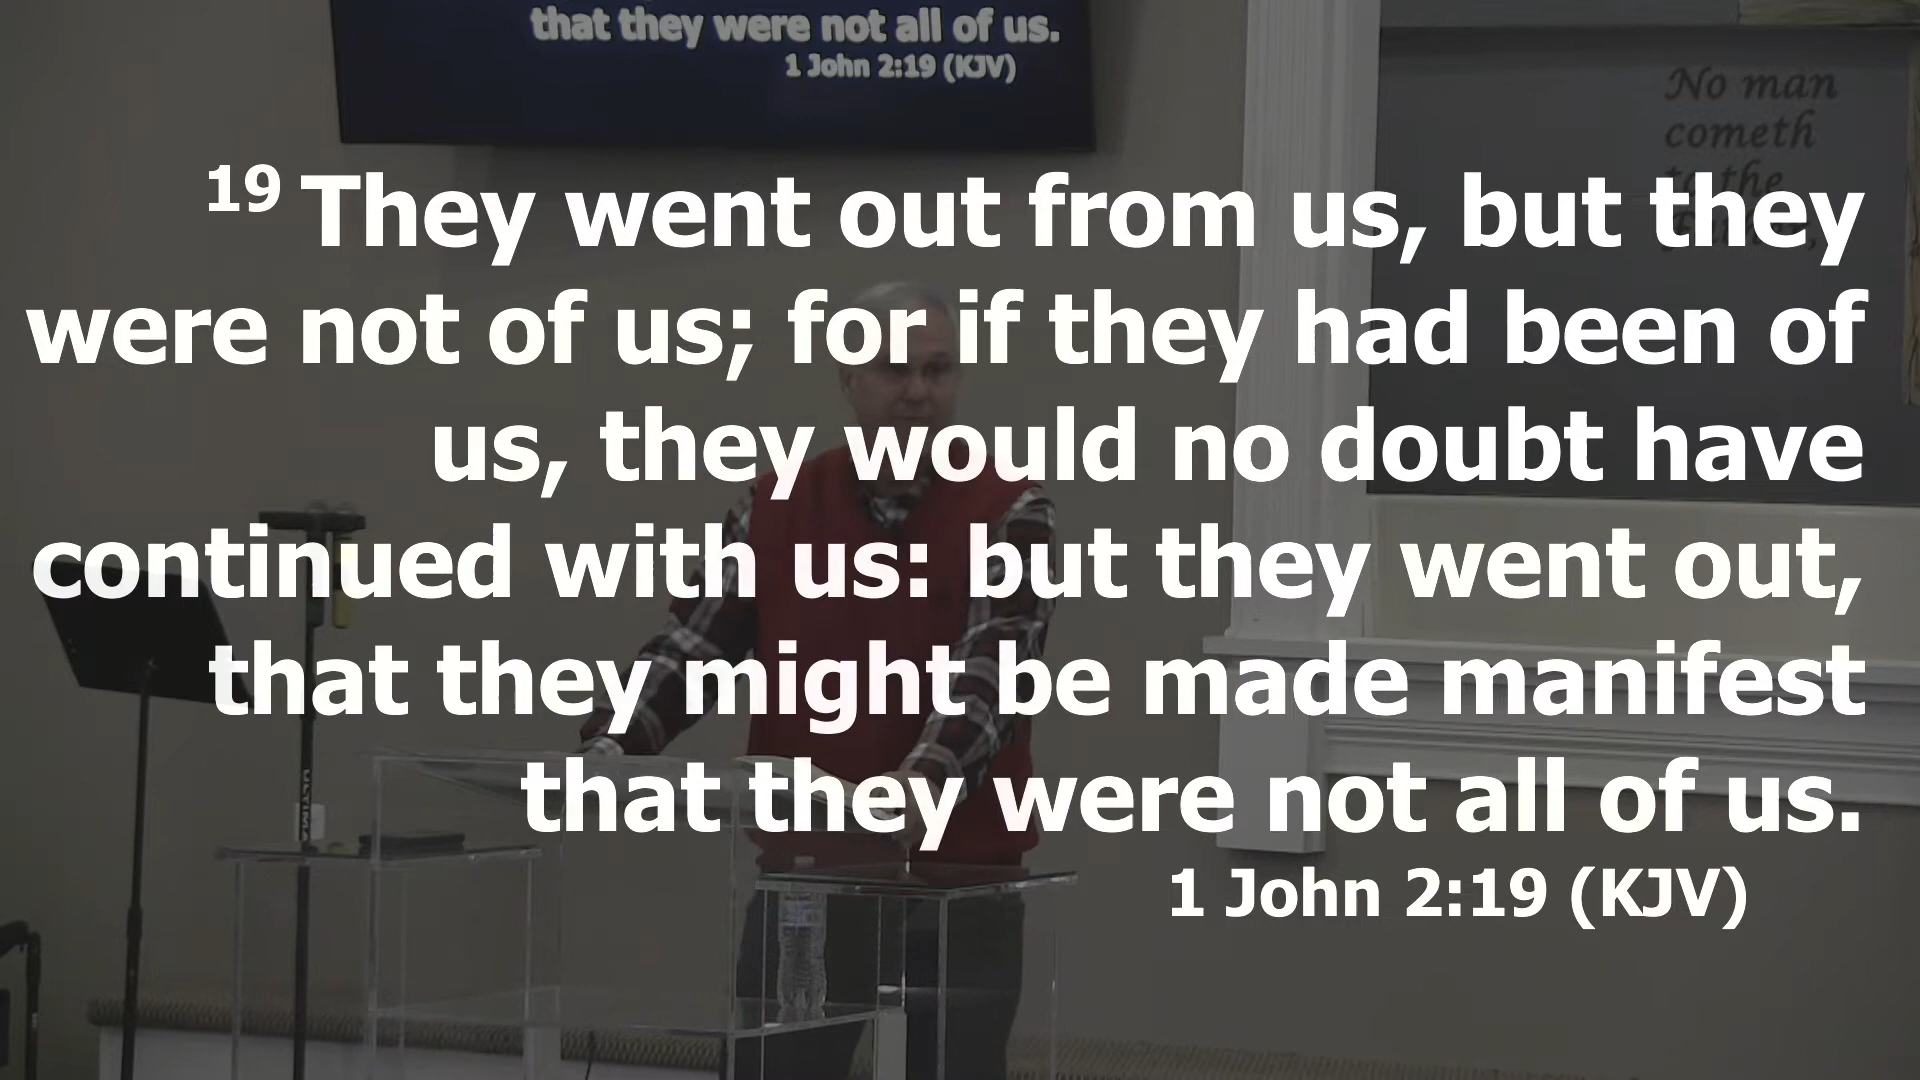 that they were not all of us.
1 John 2:19 (KJV)
No man
cometh
to the
19 They went out from us, but they
were not of us; for if they had been of
us, they would no doubt have
continued with us: but they went out,
that they might be made manifest
that they were not all of us.
1 John 2:19 (KJV)